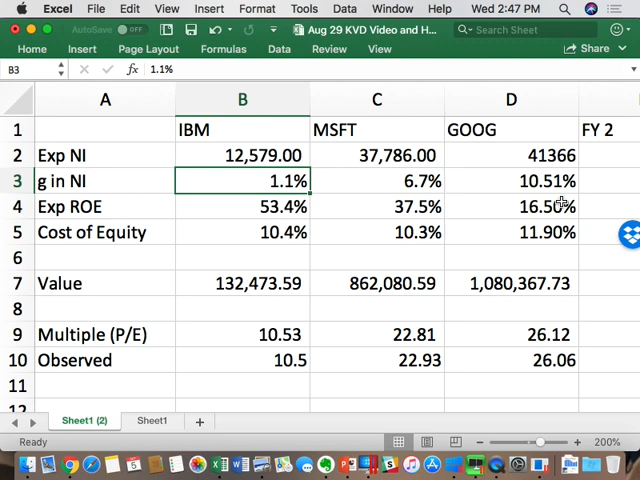 Excel File Edit View Insert Format Tools Data Window Help Wed 2:47 PM
AutoSave OFF Aug 29 KVD Video and H... Search Sheet
Home Insert Page Layout Formulas Data Review View Share
B3 fx 1.1%
A B C D
1 IBM MSFT GOOG FY 2
2 Exp NI 12,579.00 37,786.00 41366
3 g in NI 1.1% 6.7% 10.51%
4 Exp ROE 53.4% 37.5% 16.50%
5 Cost of Equity 10.4% 10.3% 11.90%
6
7 Value 132,473.59 862,080.59 1,080,367.73
8
9 Multiple (P/E) 10.53 22.81 26.12
10 Observed 10.5 22.93 26.06
11
12
Sheet1 (2) Sheet1
Ready 200%